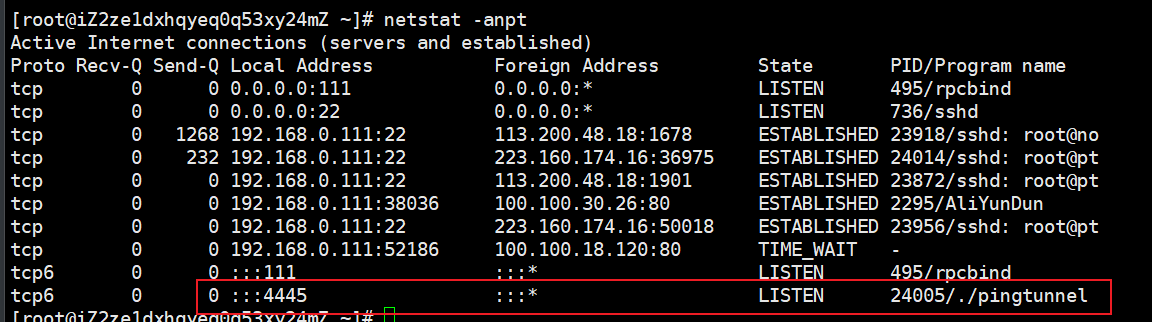 [root@iZ2ze1dxhqyeq0q53xy24mZ ~]# netstat -anpt
Active Internet connections (servers and established)
Proto Recv-Q Send-Q Local Address           Foreign Address         State       PID/Program name
tcp        0      0 0.0.0.0:111             0.0.0.0:*               LISTEN      495/rpcbind
tcp        0      0 0.0.0.0:22              0.0.0.0:*               LISTEN      736/sshd
tcp        0   1268 192.168.0.111:22        113.200.48.18:1678      ESTABLISHED 23918/sshd: root@no
tcp        0    232 192.168.0.111:22        223.160.174.16:36975    ESTABLISHED 24014/sshd: root@pt
tcp        0      0 192.168.0.111:22        113.200.48.18:1901      ESTABLISHED 23872/sshd: root@pt
tcp        0      0 192.168.0.111:38036     100.100.30.26:80        ESTABLISHED 2295/AliYunDun
tcp        0      0 192.168.0.111:22        223.160.174.16:50018    ESTABLISHED 23956/sshd: root@pt
tcp        0      0 192.168.0.111:52186     100.100.18.120:80       TIME_WAIT   -
tcp6       0      0 :::111                  :::*                    LISTEN      495/rpcbind
tcp6       0      0 :::4445                 :::*                    LISTEN      24005/./pingtunnel
[root@iZ2ze1dxhqyeq0q53xy24mZ ~]#